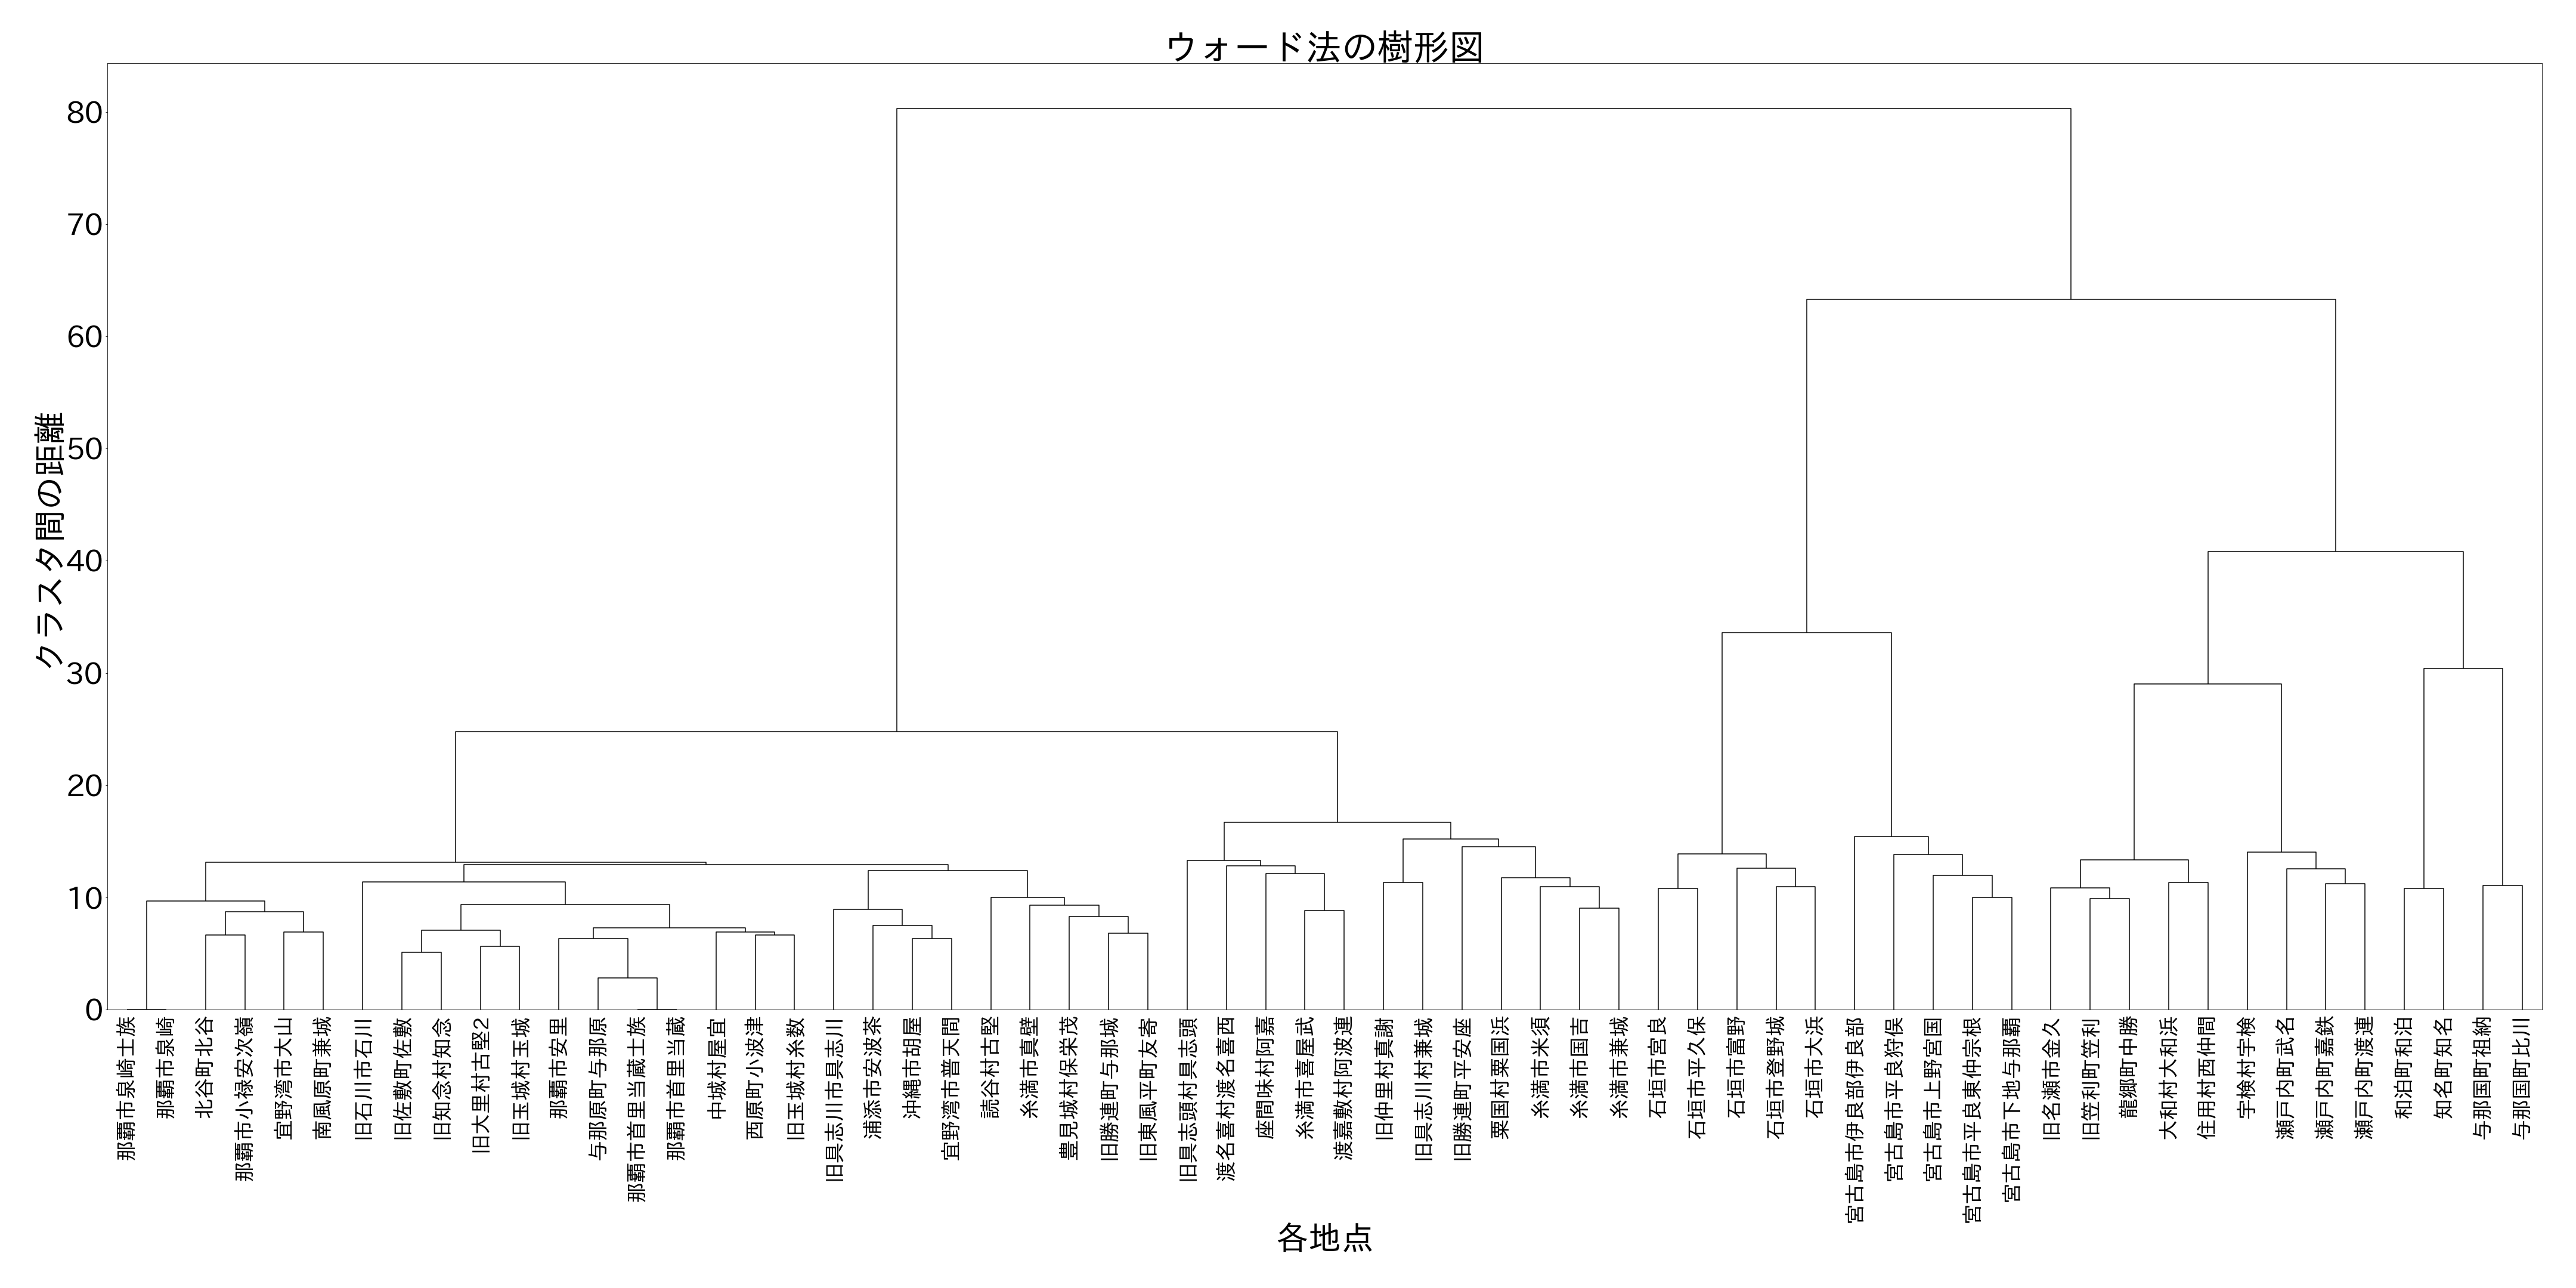 ウォード法の樹形図
クラスタ間の距離
80
70
60
50
40
30
20
10
0
那覇市泉崎士族
那覇市泉崎
北谷町北谷
那覇市小禄安次嶺
宜野湾市大山
南風原町兼城
旧石川市石川
旧佐敷町佐敷
旧知念村知念
旧大里村古堅2
旧玉城村玉城
那覇市安里
与那原町与那原
那覇市首里当蔵士族
那覇市首里当蔵
中城村屋宜
西原町小波津
旧玉城村糸数
旧具志川市具志川
浦添市安波茶
沖縄市胡屋
宜野湾市普天間
読谷村古堅
糸満市真壁
豊見城村保栄茂
旧勝連町与那城
旧東風平町友寄
旧具志頭村具志頭
渡名喜村渡名喜西
座間味村阿嘉
糸満市喜屋武
渡嘉敷村阿波連
旧仲里村真謝
旧具志川村兼城
旧勝連町平安座
粟国村粟国浜
糸満市米須
糸満市国吉
糸満市兼城
石垣市宮良
石垣市平久保
石垣市富野
石垣市登野城
石垣市大浜
宮古島市伊良部伊良部
宮古島市平良狩俣
宮古島市上野宮国
宮古島市平良東仲宗根
宮古島市下地与那覇
旧名瀬市金久
旧笠利町笠利
龍郷町中勝
大和村大和浜
住用村西仲間
宇検村宇検
瀬戸内町武名
瀬戸内町嘉鉄
瀬戸内町渡連
和泊町和泊
知名町知名
与那国町祖納
与那国町比川
各地点